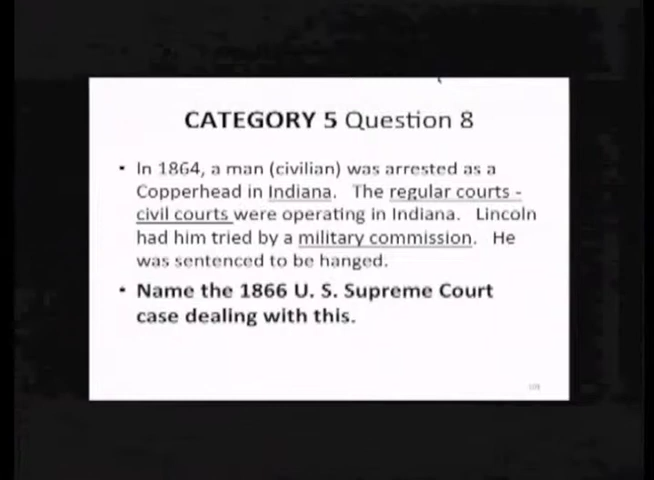 CATEGORY 5 Question 8
• In 1864, a man (civilian) was arrested as a
Copperhead in Indiana. The regular courts -
civil courts were operating in Indiana. Lincoln
had him tried by a military commission. He
was sentenced to be hanged.
• Name the 1866 U. S. Supreme Court
case dealing with this.